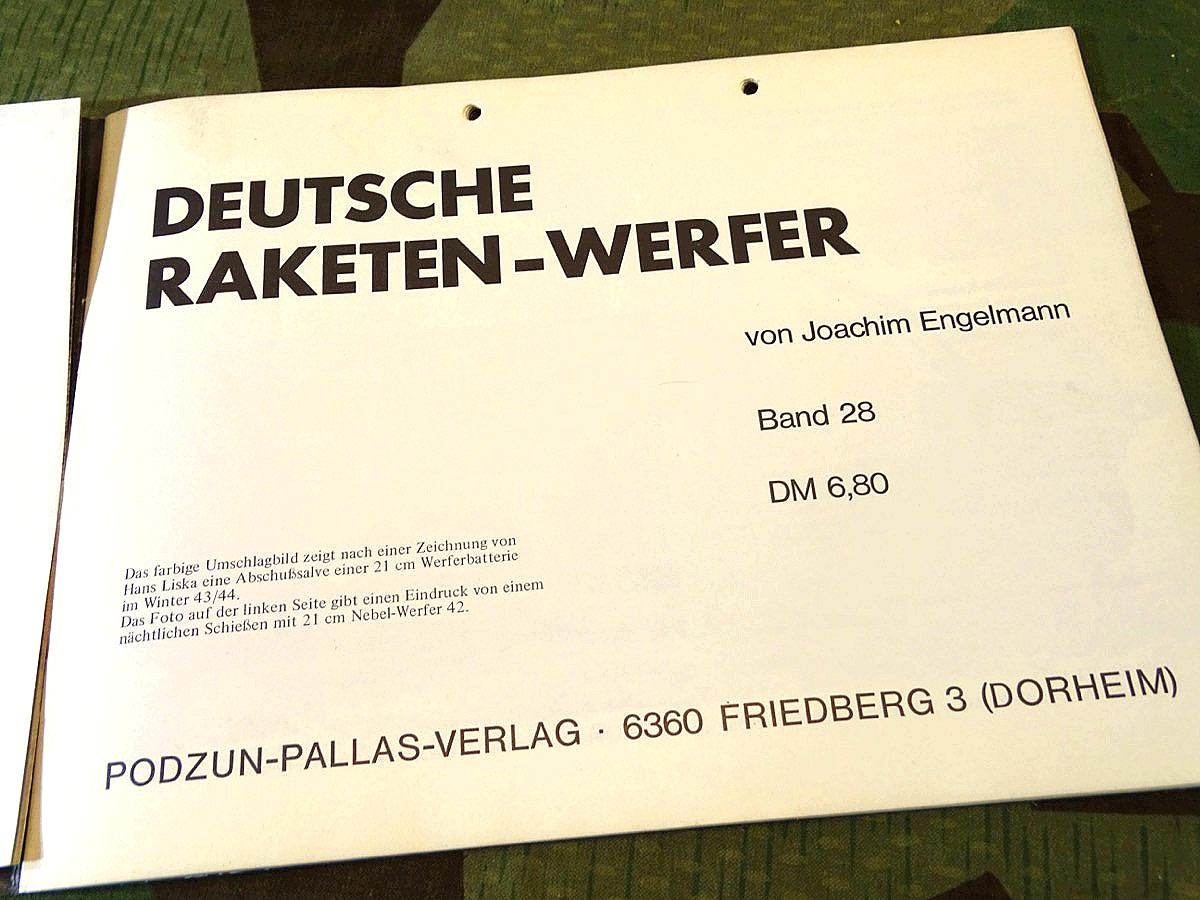 DEUTSCHE
RAKETEN-WERFER
von Joachim Engelmann
Band 28
DM 6,80
Das farbige Umschlagbild zeigt nach einer Zeichnung von
Hans Liska eine Abschußsalve einer 21 cm Werferbatterie
im Winter 43/44.
Das Foto auf der linken Seite gibt einen Eindruck von einem
nächtlichen Schießen mit 21 cm Nebel-Werfer 42.
PODZUN-PALLAS-VERLAG · 6360 FRIEDBERG 3 (DORHEIM)